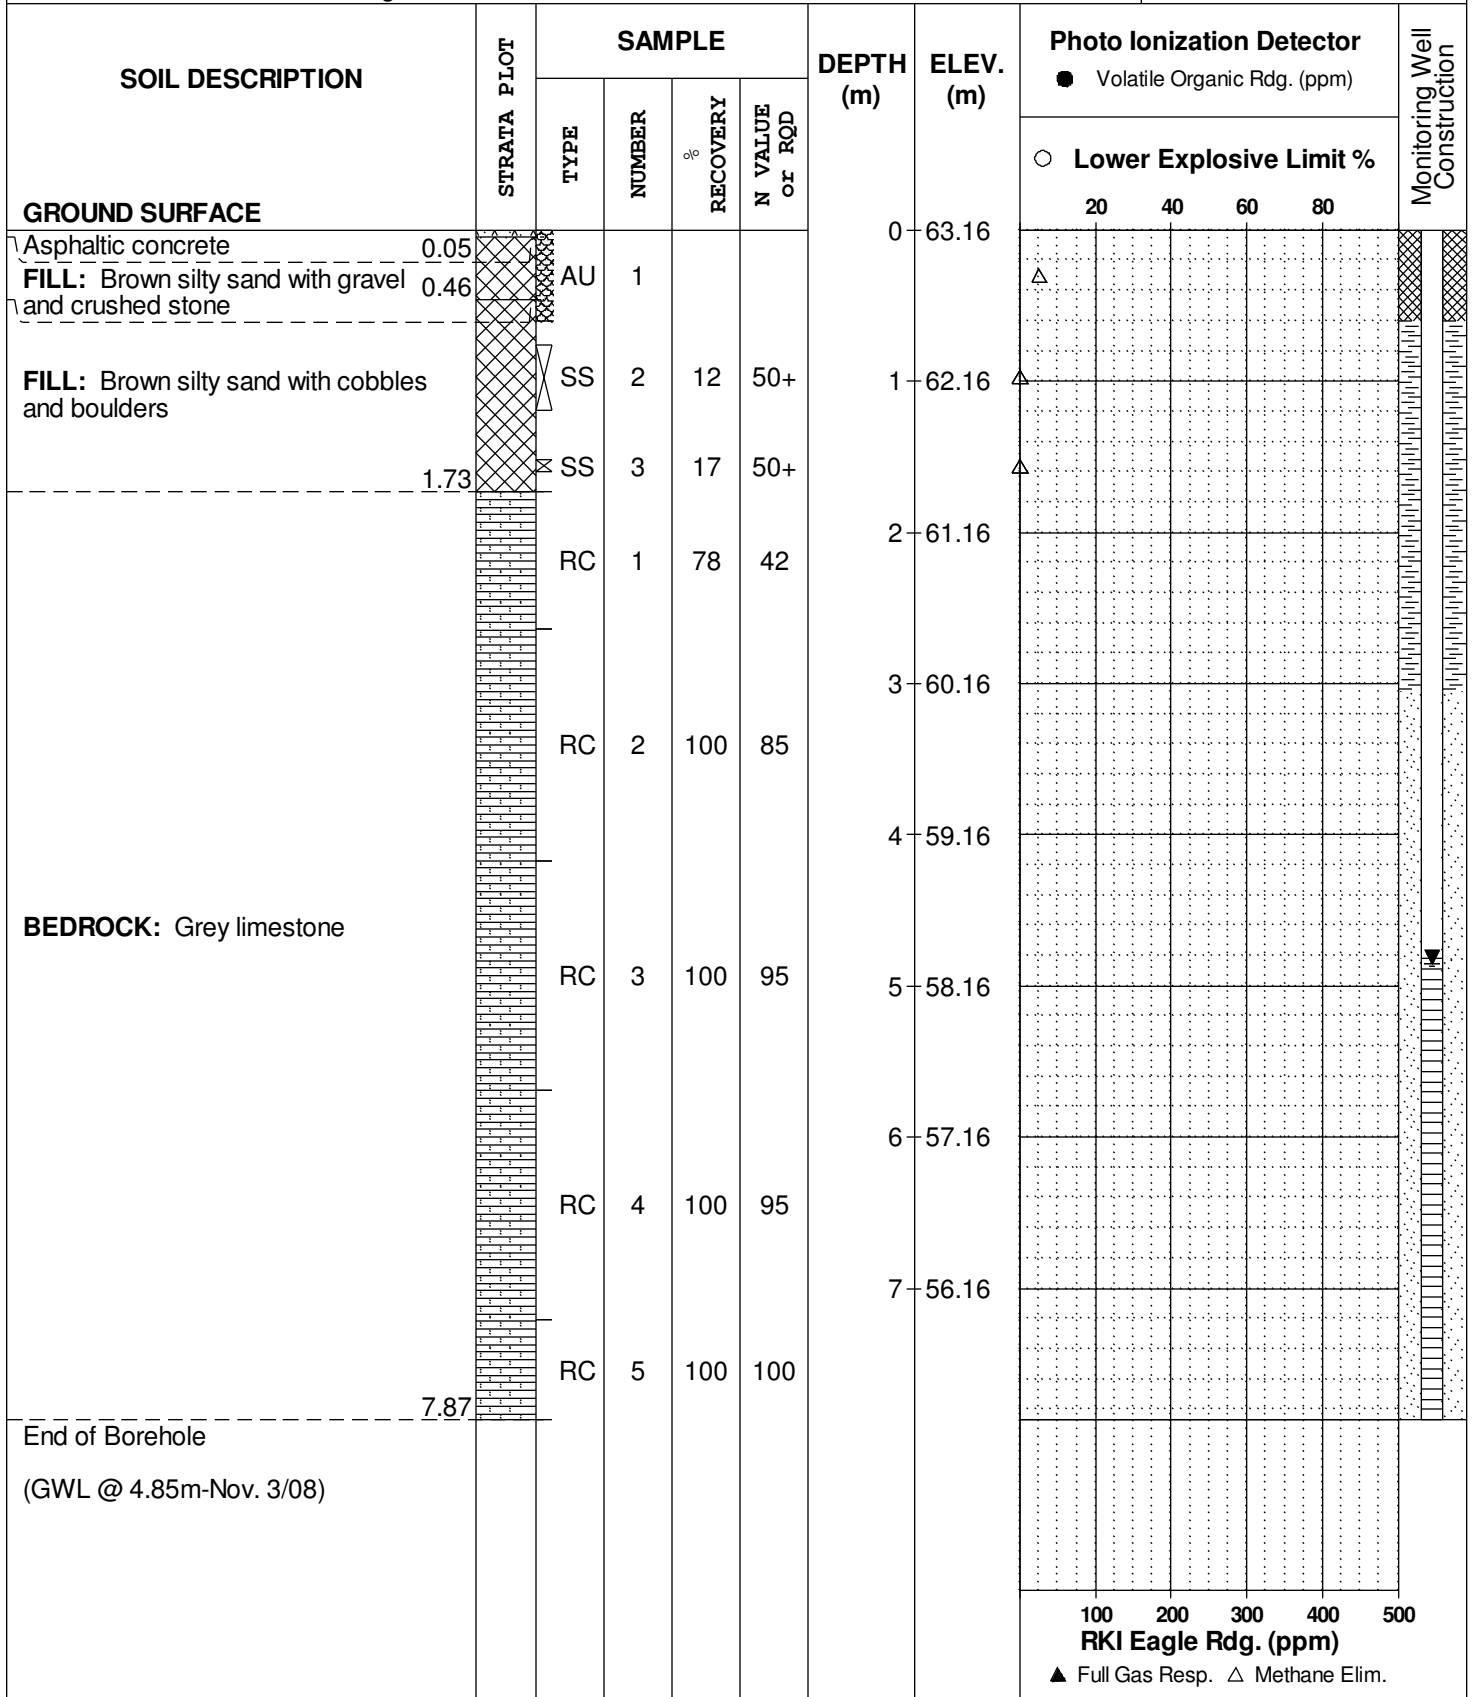 SOIL DESCRIPTION
GROUND SURFACE
STRATA PLOT
SAMPLE
TYPE
NUMBER
% RECOVERY
N VALUE or RQD
DEPTH (m)
ELEV. (m)
Photo Ionization Detector
● Volatile Organic Rdg. (ppm)
○ Lower Explosive Limit %
20 40 60 80
Monitoring Well Construction
0 63.16
Asphaltic concrete 0.05
FILL: Brown silty sand with gravel 0.46
and crushed stone
AU 1
FILL: Brown silty sand with cobbles
and boulders
SS 2 12 50+
1 62.16
SS 3 17 50+
1.73
2 61.16
RC 1 78 42
3 60.16
RC 2 100 85
4 59.16
BEDROCK: Grey limestone
RC 3 100 95
5 58.16
6 57.16
RC 4 100 95
7 56.16
RC 5 100 100
7.87
End of Borehole
(GWL @ 4.85m-Nov. 3/08)
100 200 300 400 500
RKI Eagle Rdg. (ppm)
▲ Full Gas Resp. △ Methane Elim.